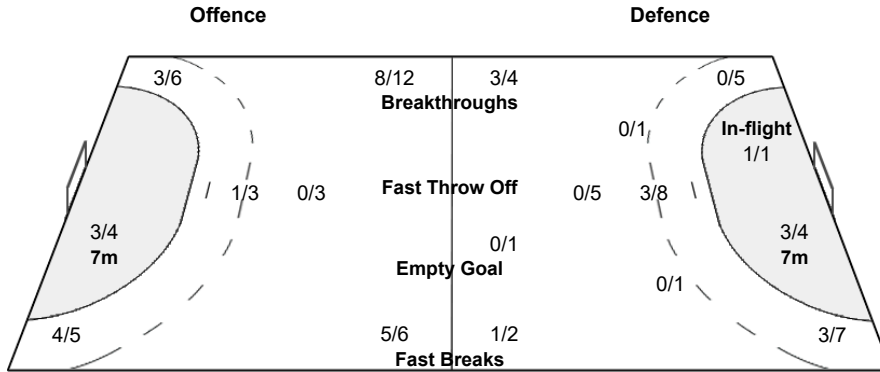 Offence Defence
3/6 8/12 3/4 0/5
Breakthroughs
0/1 In-flight
1/1
1/3 0/3 Fast Throw Off 0/5 3/8
3/4 3/4
7m 0/1 7m
Empty Goal
0/1
4/5 5/6 1/2 3/7
Fast Breaks